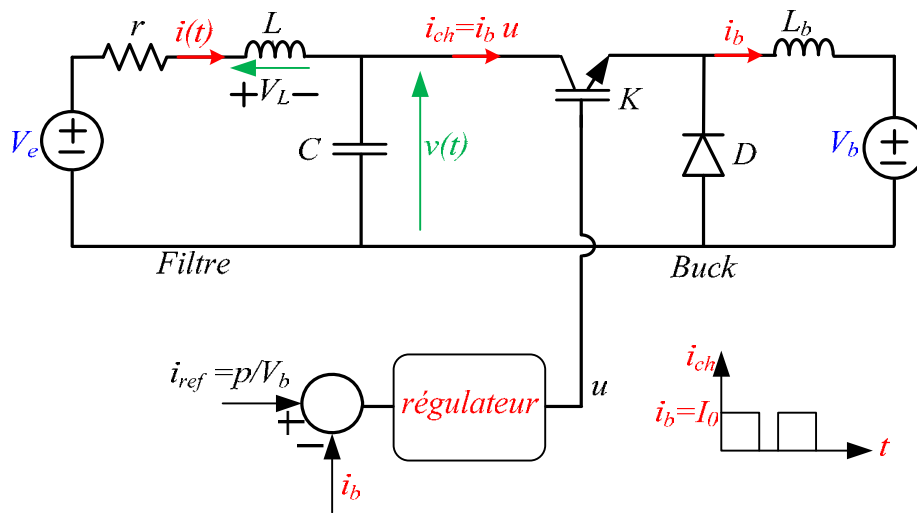 r
i(t)
L
i_ch=i_b u
i_b
L_b
+V_L−
K
V_e
C
v(t)
D
V_b
Filtre
Buck
i_ref =p/V_b
+
−
régulateur
u
i_b
i_ch
i_b=I_0
t